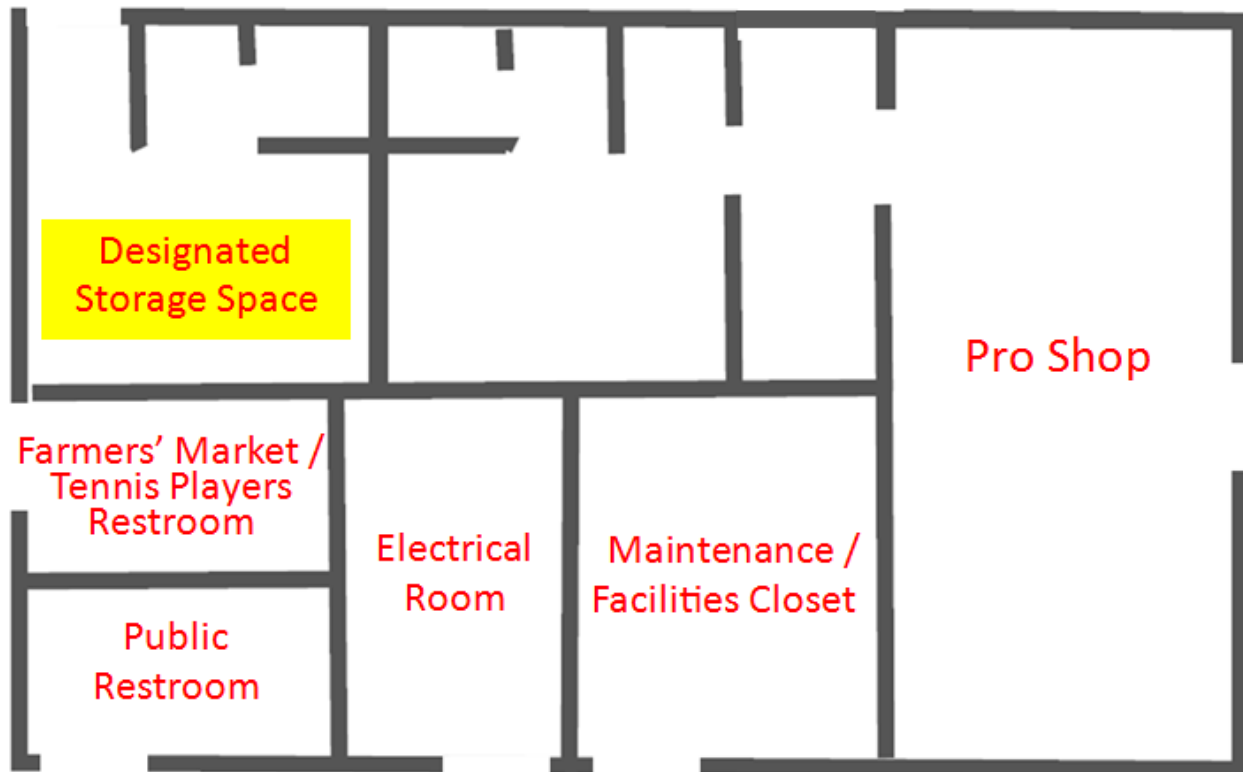 Designated
Storage Space
Pro Shop
Farmers’ Market /
Tennis Players
Restroom
Electrical
Room
Maintenance /
Facilities Closet
Public
Restroom